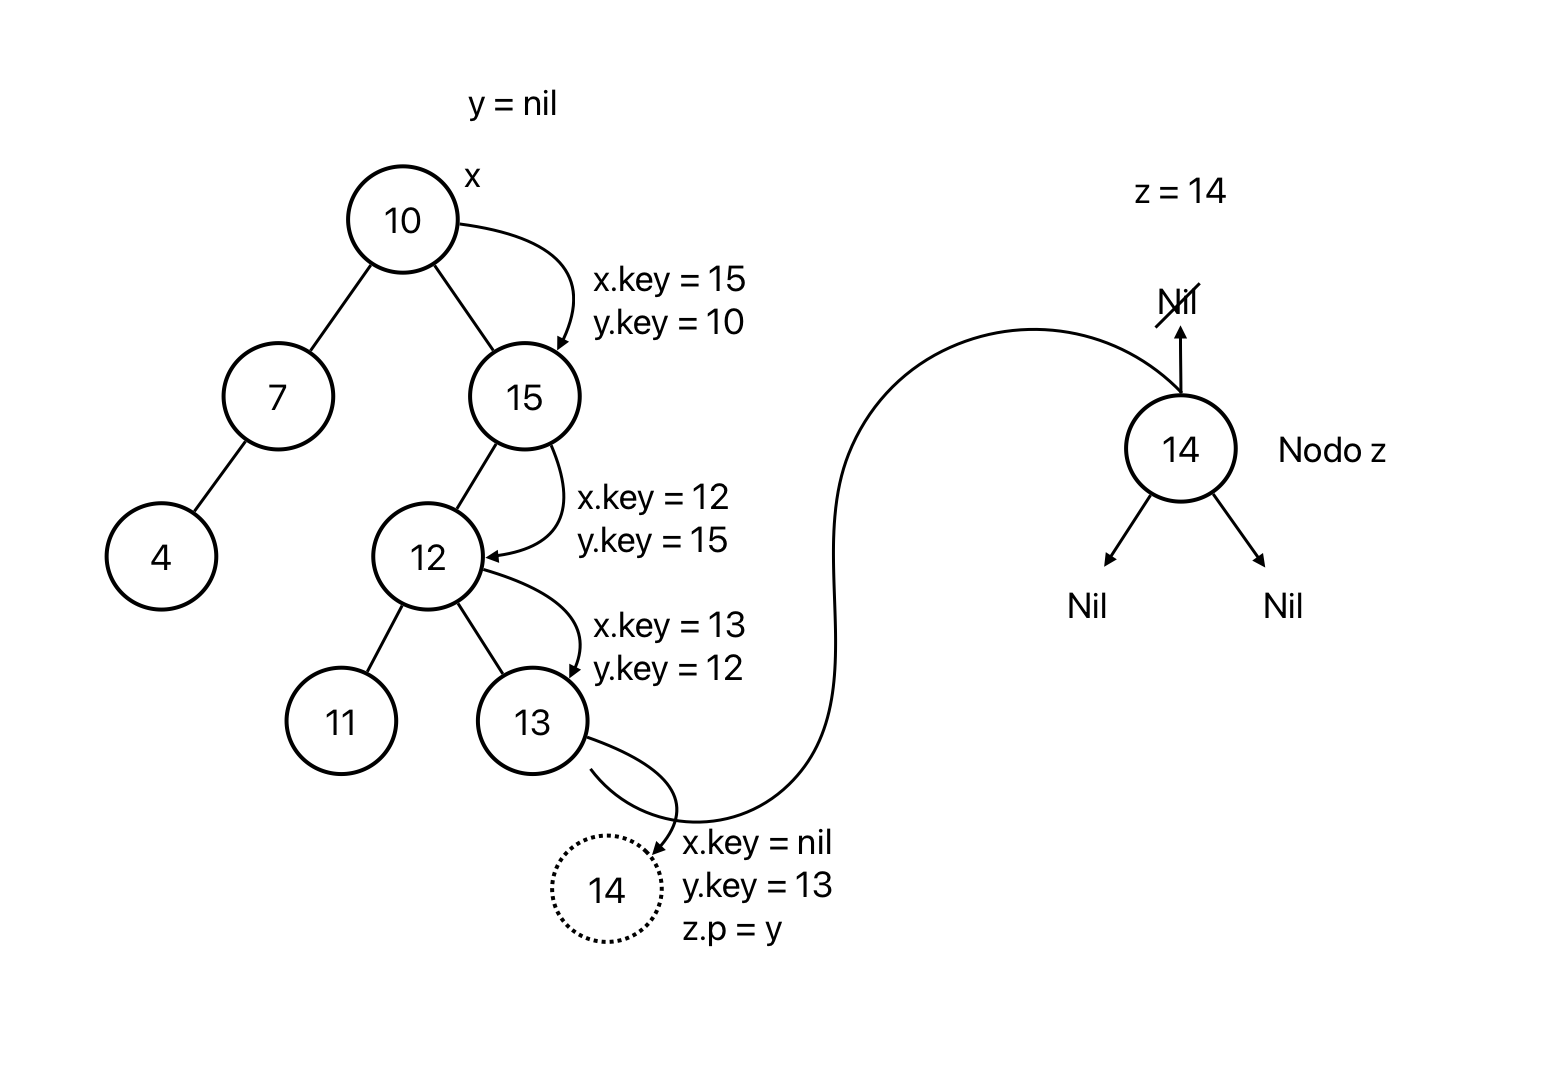 y = nil
x
10
z = 14
x.key = 15
y.key = 10
Nil
7
15
14
Nodo z
x.key = 12
y.key = 15
4
12
Nil
Nil
x.key = 13
y.key = 12
11
13
x.key = nil
y.key = 13
z.p = y
14